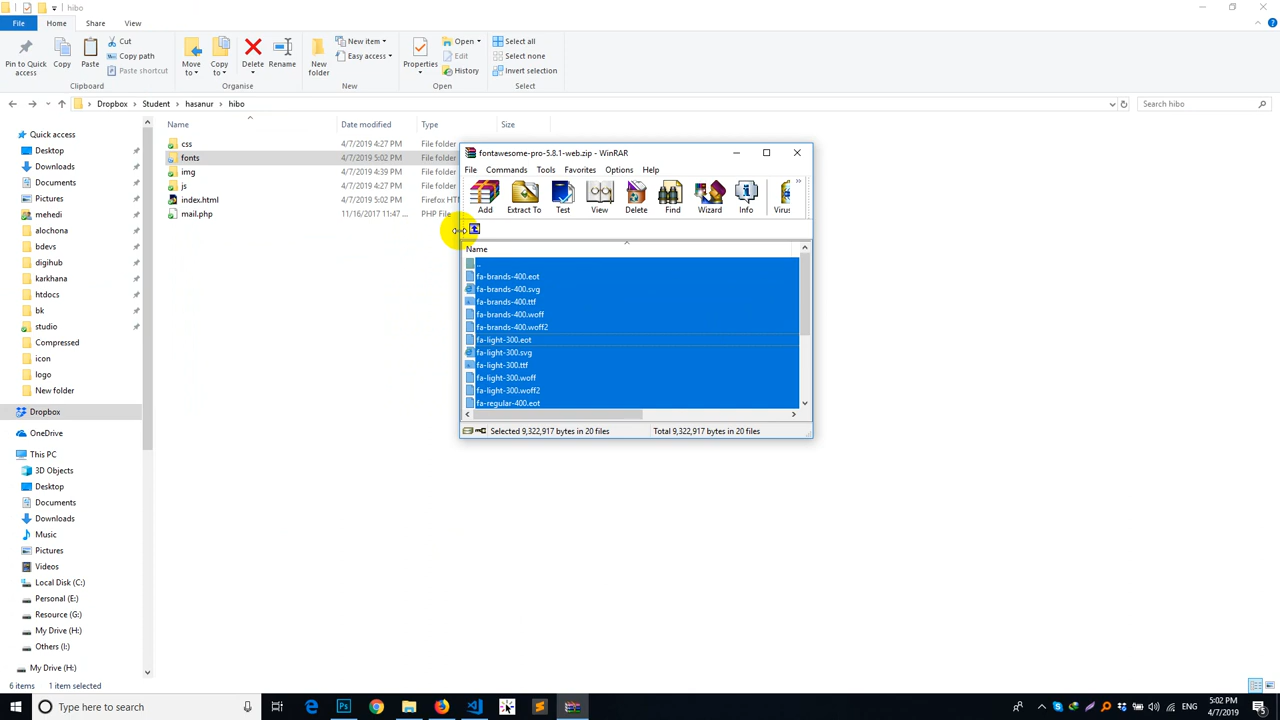 hibo
File Home Share View
Pin to Quick access
Copy
Paste
Cut
Copy path
Paste shortcut
Clipboard
Move to
Copy to
Delete
Rename
Organise
New folder
New item
Easy access
New
Properties
Open
Edit
History
Open
Select all
Select none
Invert selection
Select
Dropbox Student hasanur hibo
Search hibo
Name Date modified Type Size
css 4/7/2019 4:27 PM File folder
fonts 4/7/2019 5:02 PM File folder
img 4/7/2019 4:39 PM File folder
js 4/7/2019 4:27 PM File folder
index.html 4/7/2019 5:02 PM Firefox HT
mail.php 11/16/2017 11:47 ... PHP File
Quick access
Desktop
Downloads
Documents
Pictures
mehedi
alochona
bdevs
digihub
karkhana
htdocs
bk
studio
Compressed
icon
logo
New folder
Dropbox
OneDrive
This PC
3D Objects
Desktop
Documents
Downloads
Music
Pictures
Videos
Local Disk (C:)
Personal (E:)
Resource (G:)
My Drive (H:)
Others (I:)
My Drive (H:)
6 items 1 item selected
fontawesome-pro-5.8.1-web.zip - WinRAR
File Commands Tools Favorites Options Help
Add Extract To Test View Delete Find Wizard Info Virus
Name
..
fa-brands-400.eot
fa-brands-400.svg
fa-brands-400.ttf
fa-brands-400.woff
fa-brands-400.woff2
fa-light-300.eot
fa-light-300.svg
fa-light-300.ttf
fa-light-300.woff
fa-light-300.woff2
fa-regular-400.eot
Selected 9,322,917 bytes in 20 files Total 9,322,917 bytes in 20 files
Type here to search
ENG
5:02 PM
4/7/2019